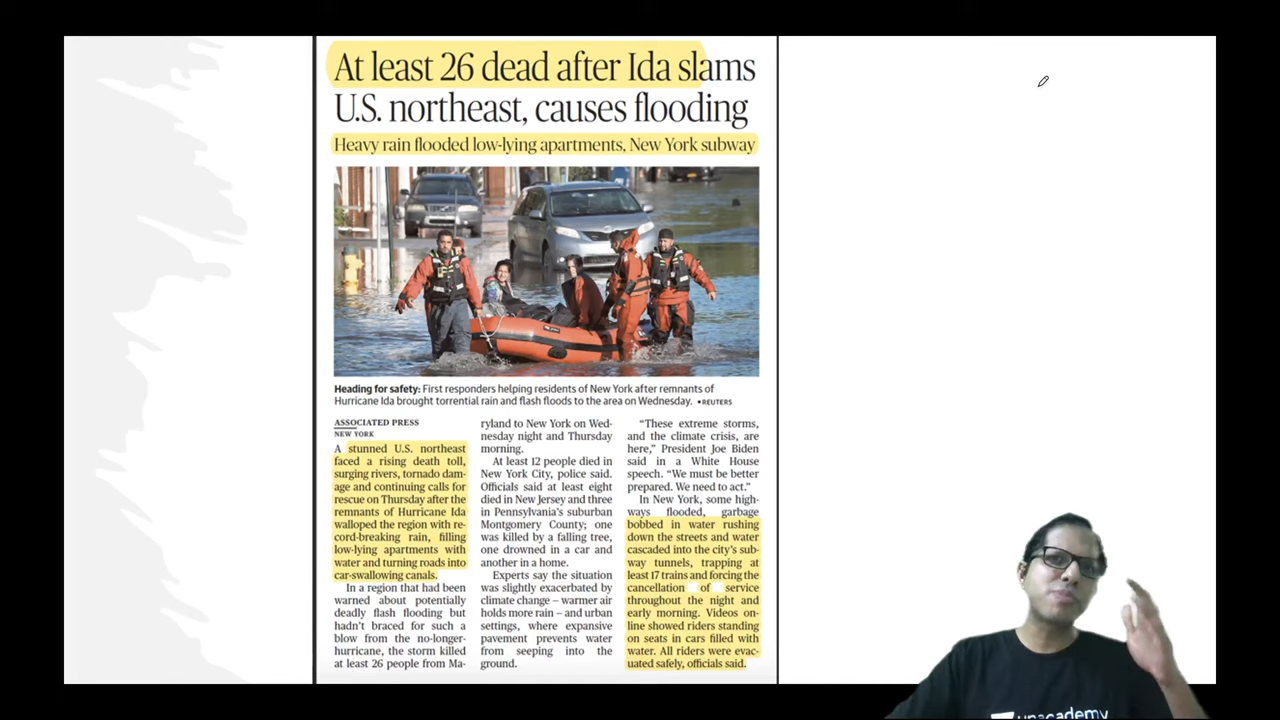 At least 26 dead after Ida slams
U.S. northeast, causes flooding
Heavy rain flooded low-lying apartments, New York subway
Heading for safety: First responders helping residents of New York after remnants of
Hurricane Ida brought torrential rain and flash floods to the area on Wednesday. • REUTERS
ASSOCIATED PRESS
NEW YORK
A stunned U.S. northeast
faced a rising death toll,
surging rivers, tornado dam-
age and continuing calls for
rescue on Thursday after the
remnants of Hurricane Ida
walloped the region with re-
cord-breaking rain, filling
low-lying apartments with
water and turning roads into
car-swallowing canals.
In a region that had been
warned about potentially
deadly flash flooding but
hadn't braced for such a
blow from the no-longer-
hurricane, the storm killed
at least 26 people from Ma-
ryland to New York on Wed-
nesday night and Thursday
morning.
At least 12 people died in
New York City, police said.
Officials said at least eight
died in New Jersey and three
in Pennsylvania's suburban
Montgomery County; one
was killed by a falling tree,
one drowned in a car and
another in a home.
Experts say the situation
was slightly exacerbated by
climate change – warmer air
holds more rain – and urban
settings, where expansive
pavement prevents water
from seeping into the
ground.
“These extreme storms,
and the climate crisis, are
here,” President Joe Biden
said in a White House
speech. “We must be better
prepared. We need to act.”
In New York, some high-
ways flooded, garbage
bobbed in water rushing
down the streets and water
cascaded into the city's sub-
way tunnels, trapping at
least 17 trains and forcing the
cancellation of service
throughout the night and
early morning. Videos on-
line showed riders standing
on seats in cars filled with
water. All riders were evac-
uated safely, officials said.
unacademy